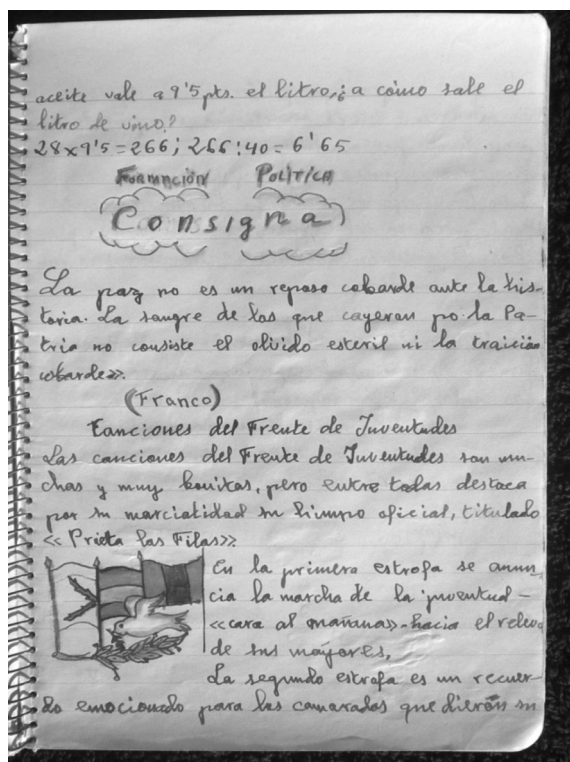 aceite vale a 9'5 pts. el litro, ¿a cómo sale el
litro de vino?
28x9'5=266; 266:40= 6'65
Formación Política
Consigna
La paz no es un reposo cobarde ante la his-
toria. La sangre de los que cayeron po la Pa-
tria no consiste el olvido esteril ni la traición
cobarde».
(Franco)
Canciones del Frente de Juventudes
Las canciones del Frente de Juventudes son mu-
chas y muy bonitas, pero entre todas destaca
por su marcialidad su himno oficial, titulado
«Prieta las Filas»
En la primera estrofa se anun-
cia la marcha de la juventud -
«cara al mañana»-hacia el relevo
de sus mayores,
La segundo estrofa es un recuer-
do emocionado para los camaradas que dieron su